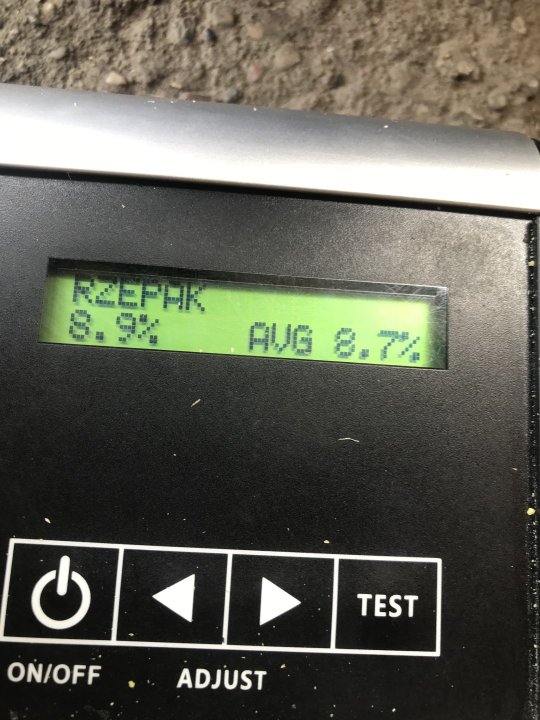 RZEPAK
8.9% AVG 8.7%
TEST
ON/OFF ADJUST